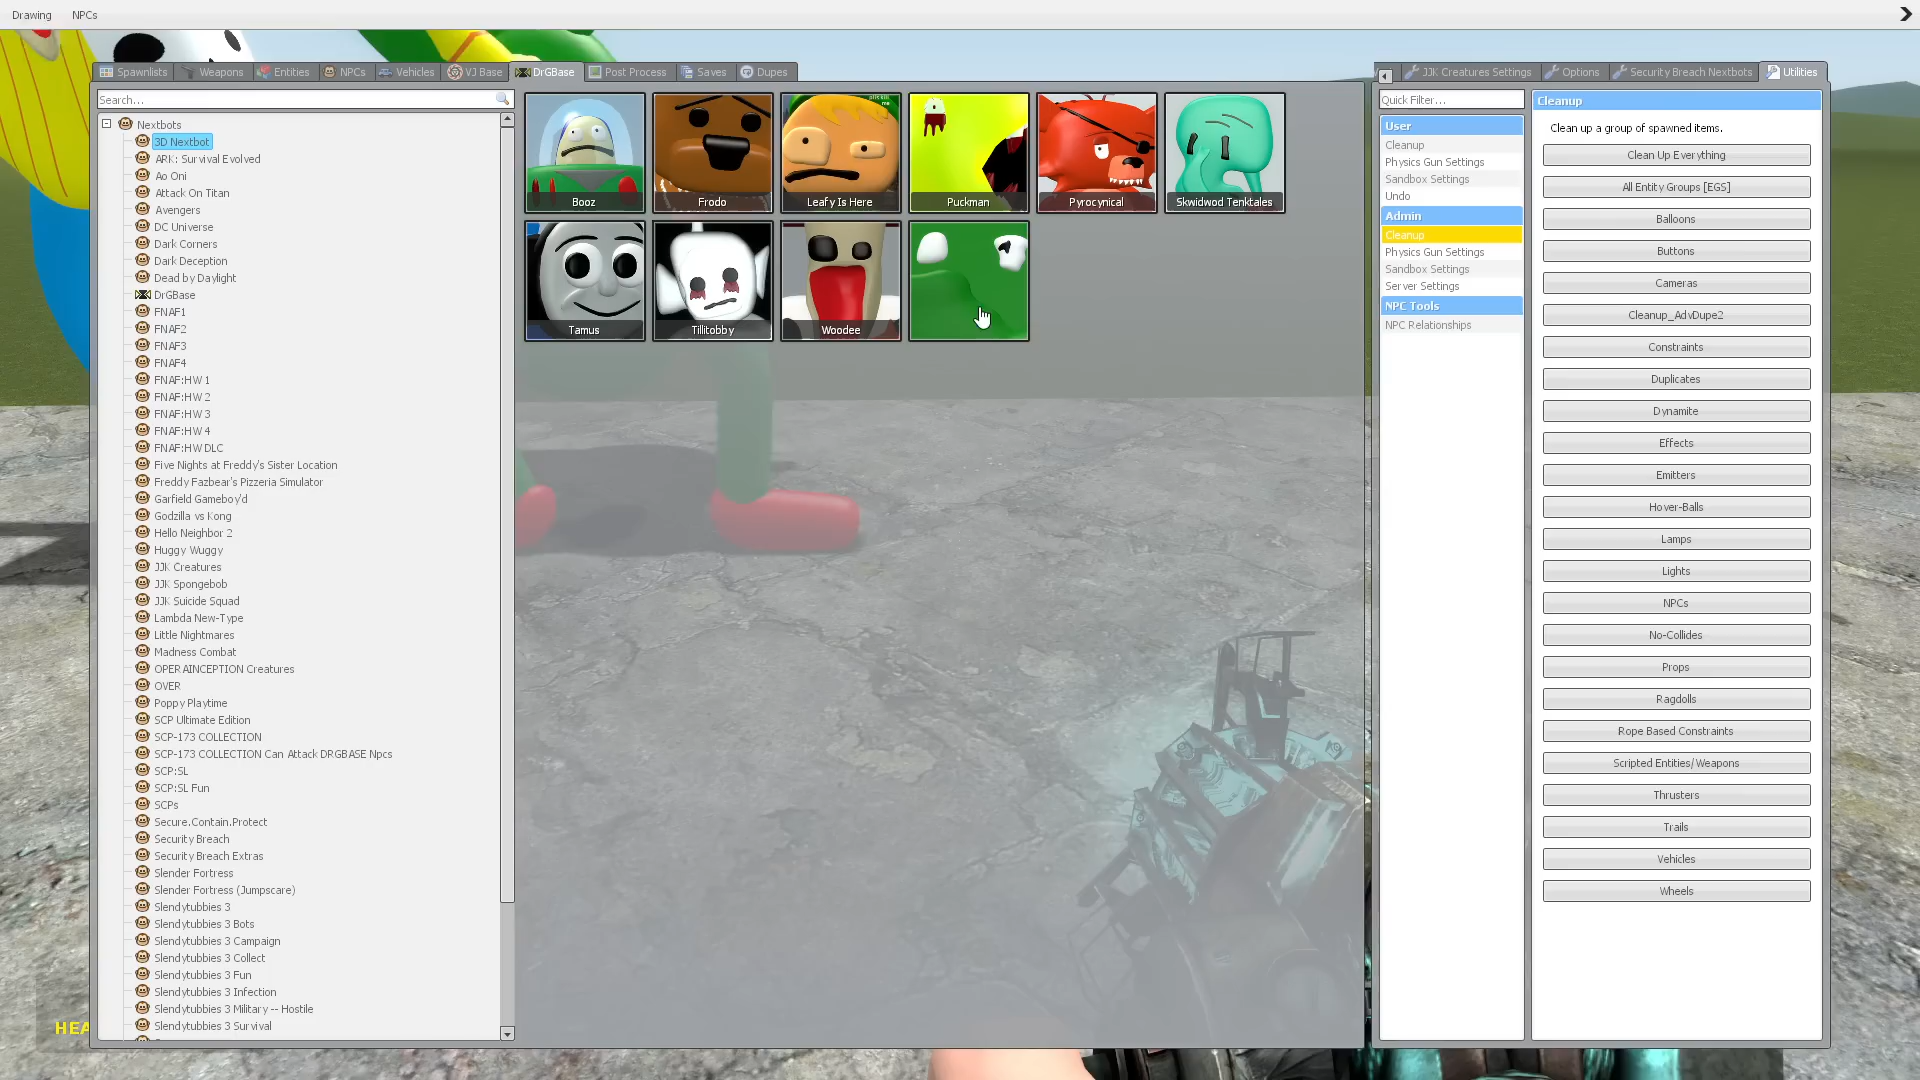 Drawing NPCs
Spawnlists Weapons Entities NPCs Vehicles VJ Base DrGBase Post Process Saves Dupes
JJK Creatures Settings Options Security Breach Nextbots Utilities
Search...
Nextbots
3D Nextbot
ARK: Survival Evolved
Ao Oni
Attack On Titan
Avengers
DC Universe
Dark Corners
Dark Deception
Dead by Daylight
DrGBase
FNAF1
FNAF2
FNAF3
FNAF4
FNAF:HW 1
FNAF:HW 2
FNAF:HW 3
FNAF:HW 4
FNAF:HW DLC
Five Nights at Freddy's Sister Location
Freddy Fazbear's Pizzeria Simulator
Garfield Gameboy'd
Godzilla vs Kong
Hello Neighbor 2
Huggy Wuggy
JJK Creatures
JJK Spongebob
JJK Suicide Squad
Lambda New-Type
Little Nightmares
Madness Combat
OPERAINCEPTION Creatures
OVER
Poppy Playtime
SCP Ultimate Edition
SCP-173 COLLECTION
SCP-173 COLLECTION Can Attack DRGBASE Npcs
SCP:SL
SCP:SL Fun
SCPs
Secure.Contain.Protect
Security Breach
Security Breach Extras
Slender Fortress
Slender Fortress (Jumpscare)
Slendytubbies 3
Slendytubbies 3 Bots
Slendytubbies 3 Campaign
Slendytubbies 3 Collect
Slendytubbies 3 Fun
Slendytubbies 3 Infection
Slendytubbies 3 Military -- Hostile
Slendytubbies 3 Survival
Booz Frodo Leafy Is Here Puckman Pyrocynical Skwidwod Tenktales
Tamus Tillitobby Woodee
Quick Filter...
User
Cleanup
Physics Gun Settings
Sandbox Settings
Undo
Admin
Cleanup
Physics Gun Settings
Sandbox Settings
Server Settings
NPC Tools
NPC Relationships
Cleanup
Clean up a group of spawned items.
Clean Up Everything
All Entity Groups [EGS]
Balloons
Buttons
Cameras
Cleanup_AdvDupe2
Constraints
Duplicates
Dynamite
Effects
Emitters
Hover-Balls
Lamps
Lights
NPCs
No-Collides
Props
Ragdolls
Rope Based Constraints
Scripted Entities/Weapons
Thrusters
Trails
Vehicles
Wheels
HEA